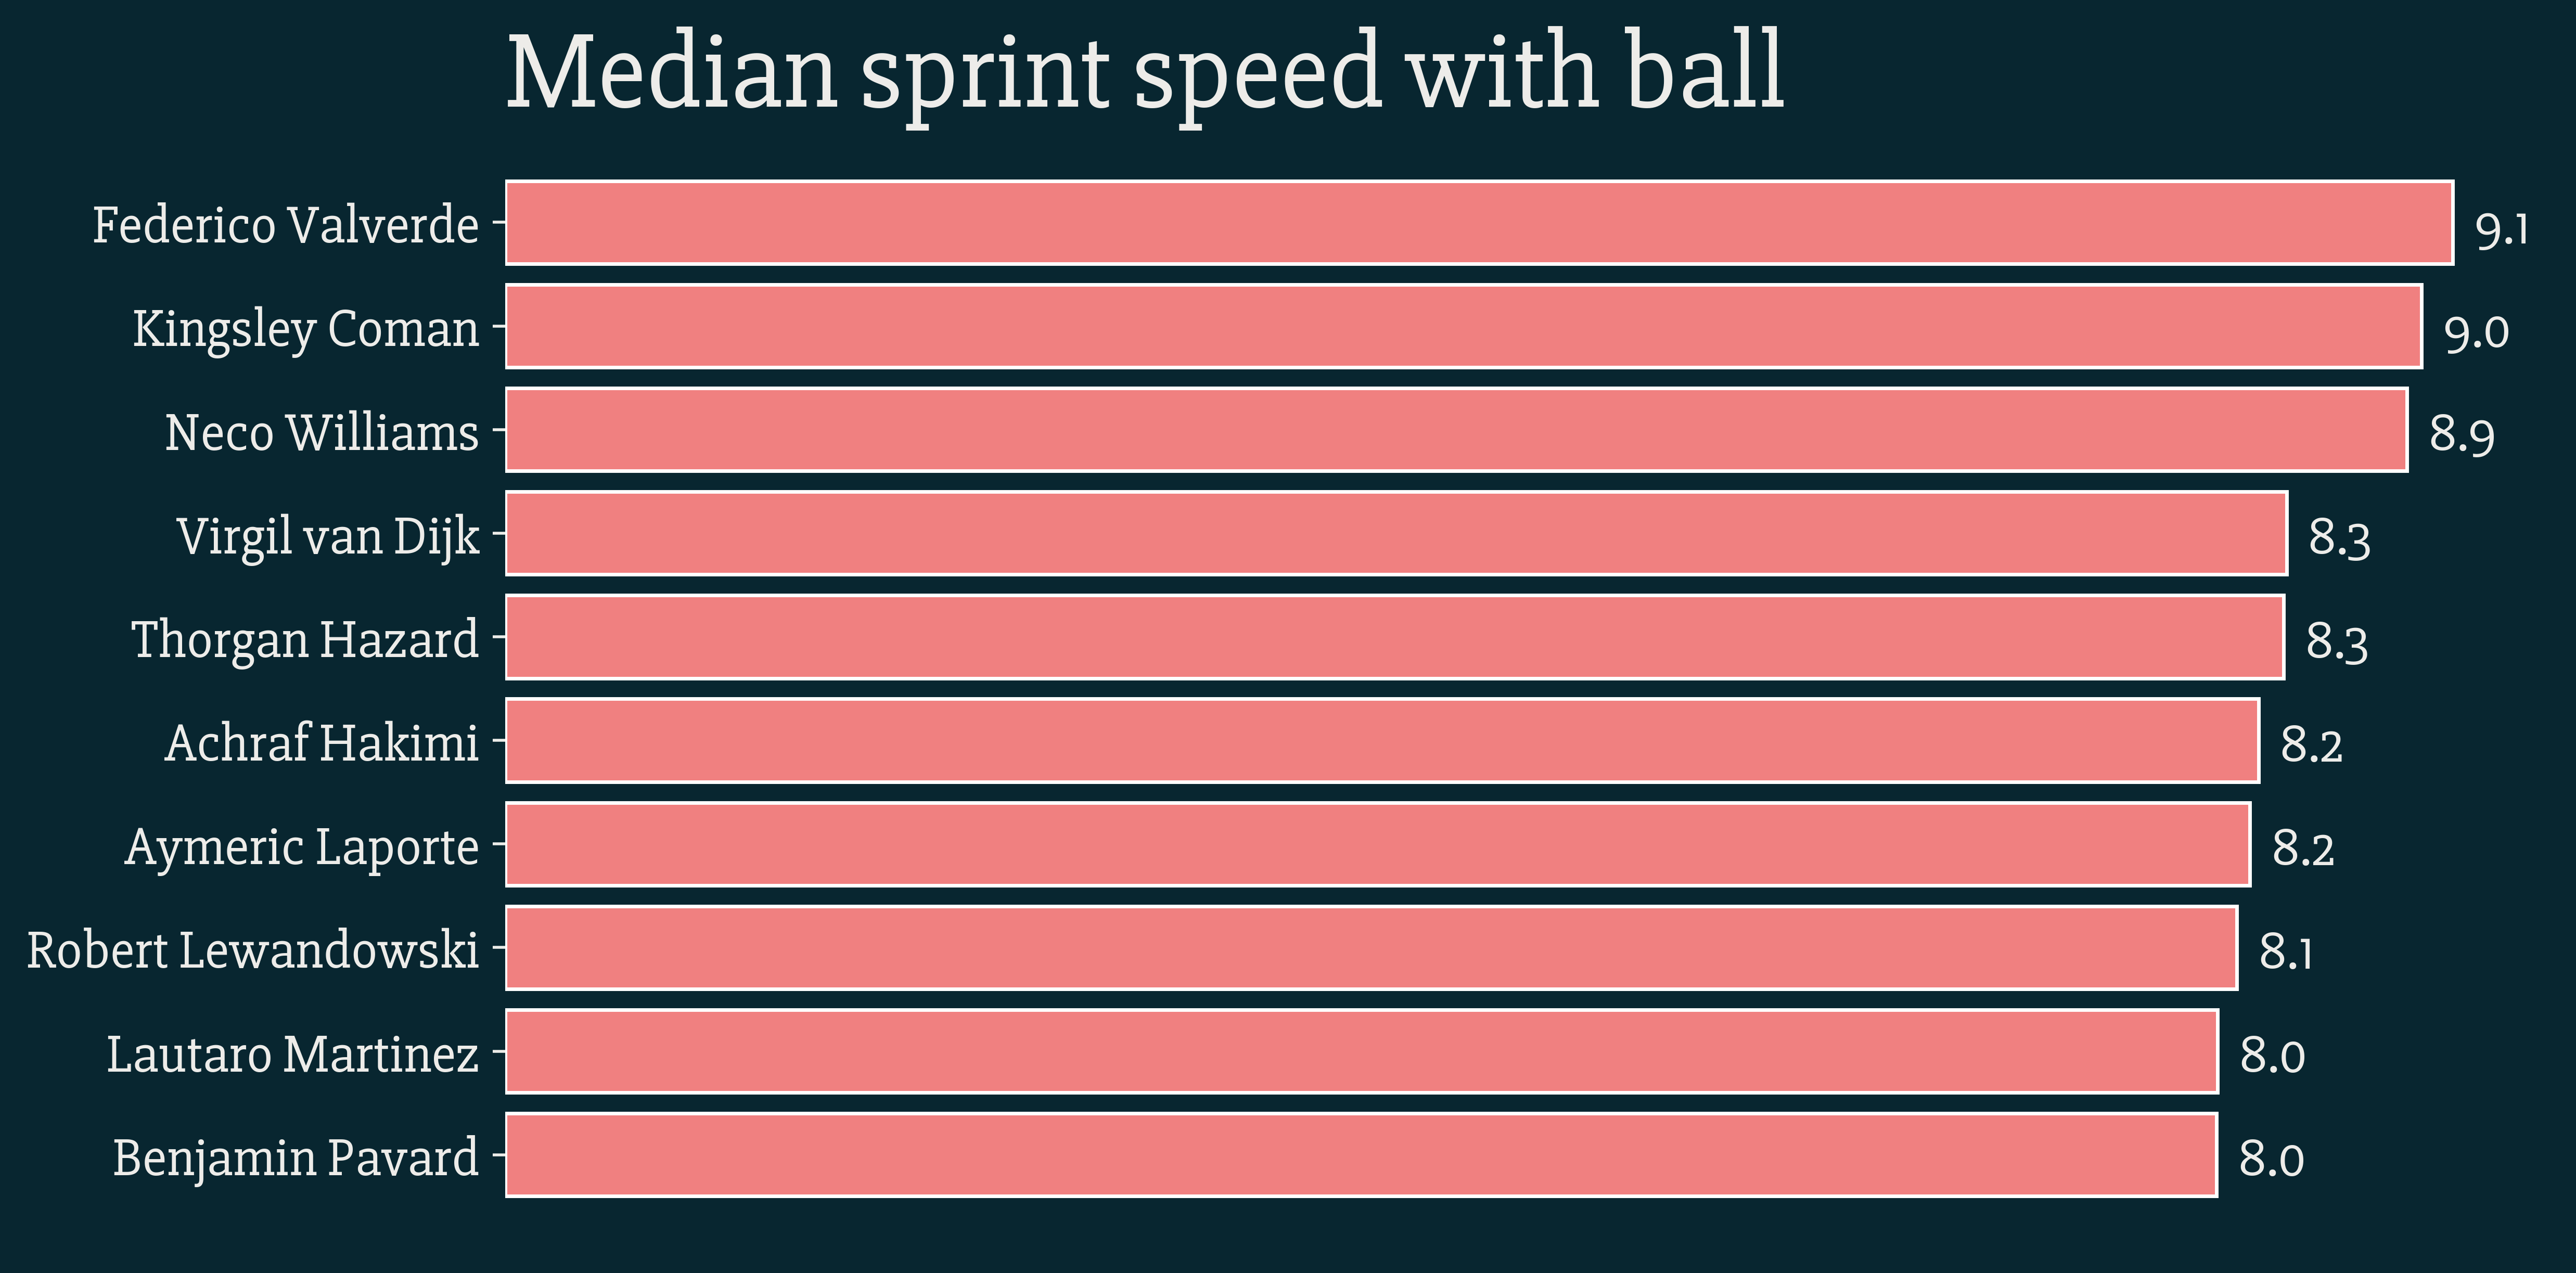 Median sprint speed with ball
Federico Valverde 9.1
Kingsley Coman 9.0
Neco Williams 8.9
Virgil van Dijk 8.3
Thorgan Hazard 8.3
Achraf Hakimi 8.2
Aymeric Laporte 8.2
Robert Lewandowski 8.1
Lautaro Martinez 8.0
Benjamin Pavard 8.0